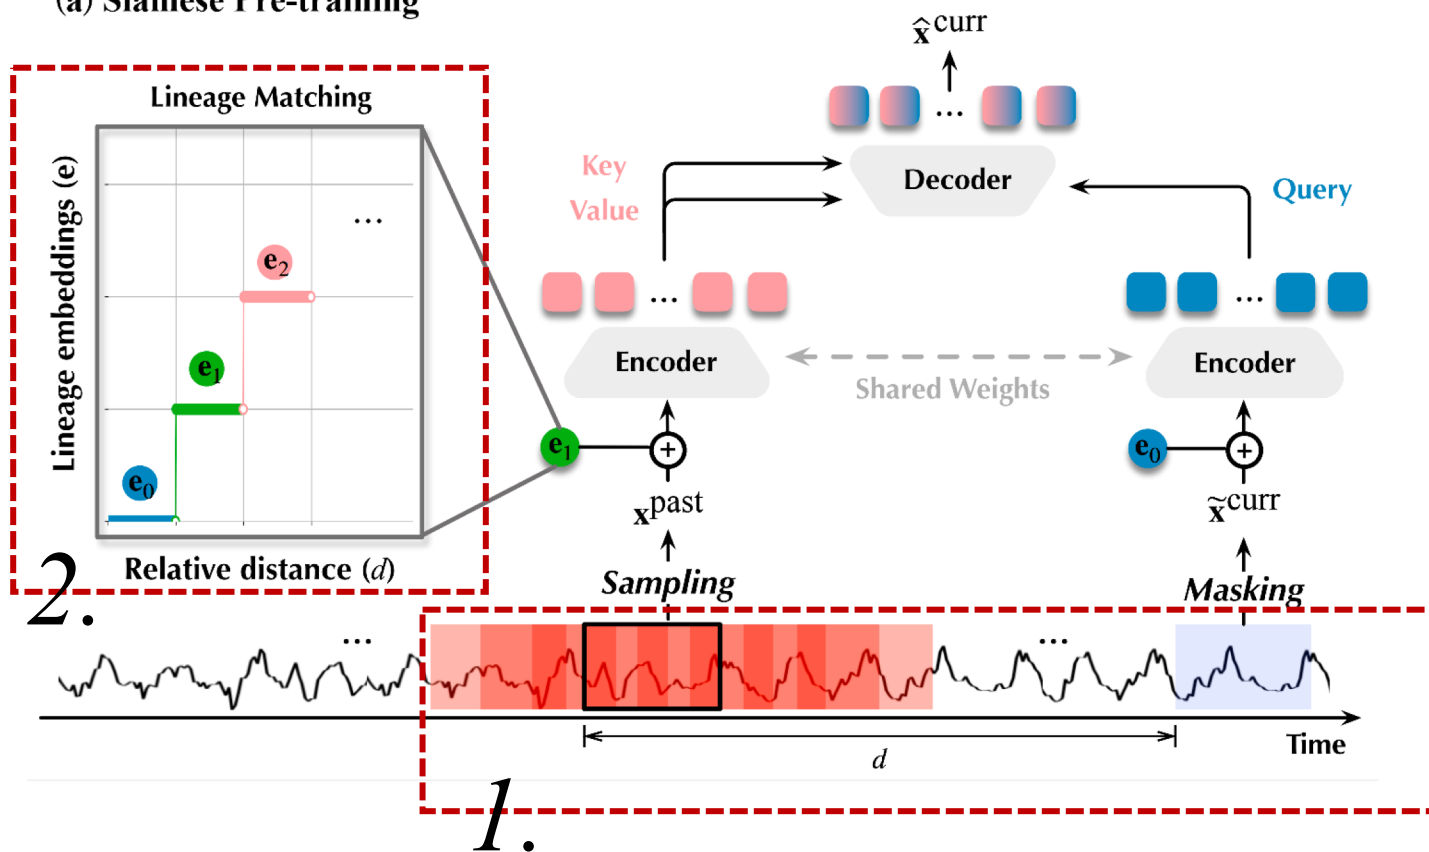 (a) Siamese Pre-training
x̂^curr
Lineage Matching
Lineage embeddings (e)
...
e₂
e₁
e₀
Relative distance (d)
2.
...
Decoder
Key
Value
Query
...
...
Encoder
Encoder
Shared Weights
e₁
+
e₀
+
x^past
x̃^curr
Sampling
Masking
...
...
d
Time
1.